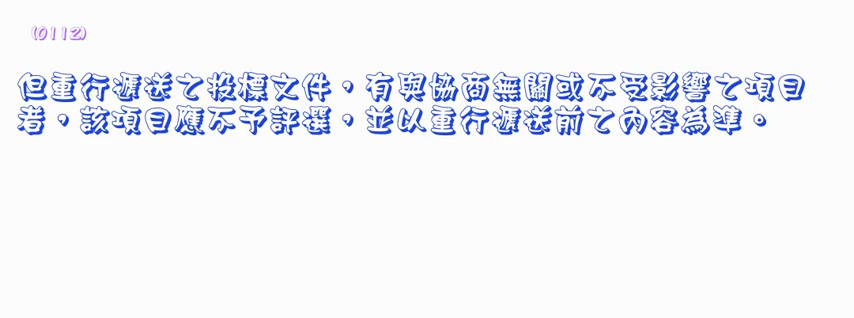 (0112)
但重行遞送之投標文件，有與協商無關或不受影響之項目
者，該項目應不予評選，並以重行遞送前之內容為準。